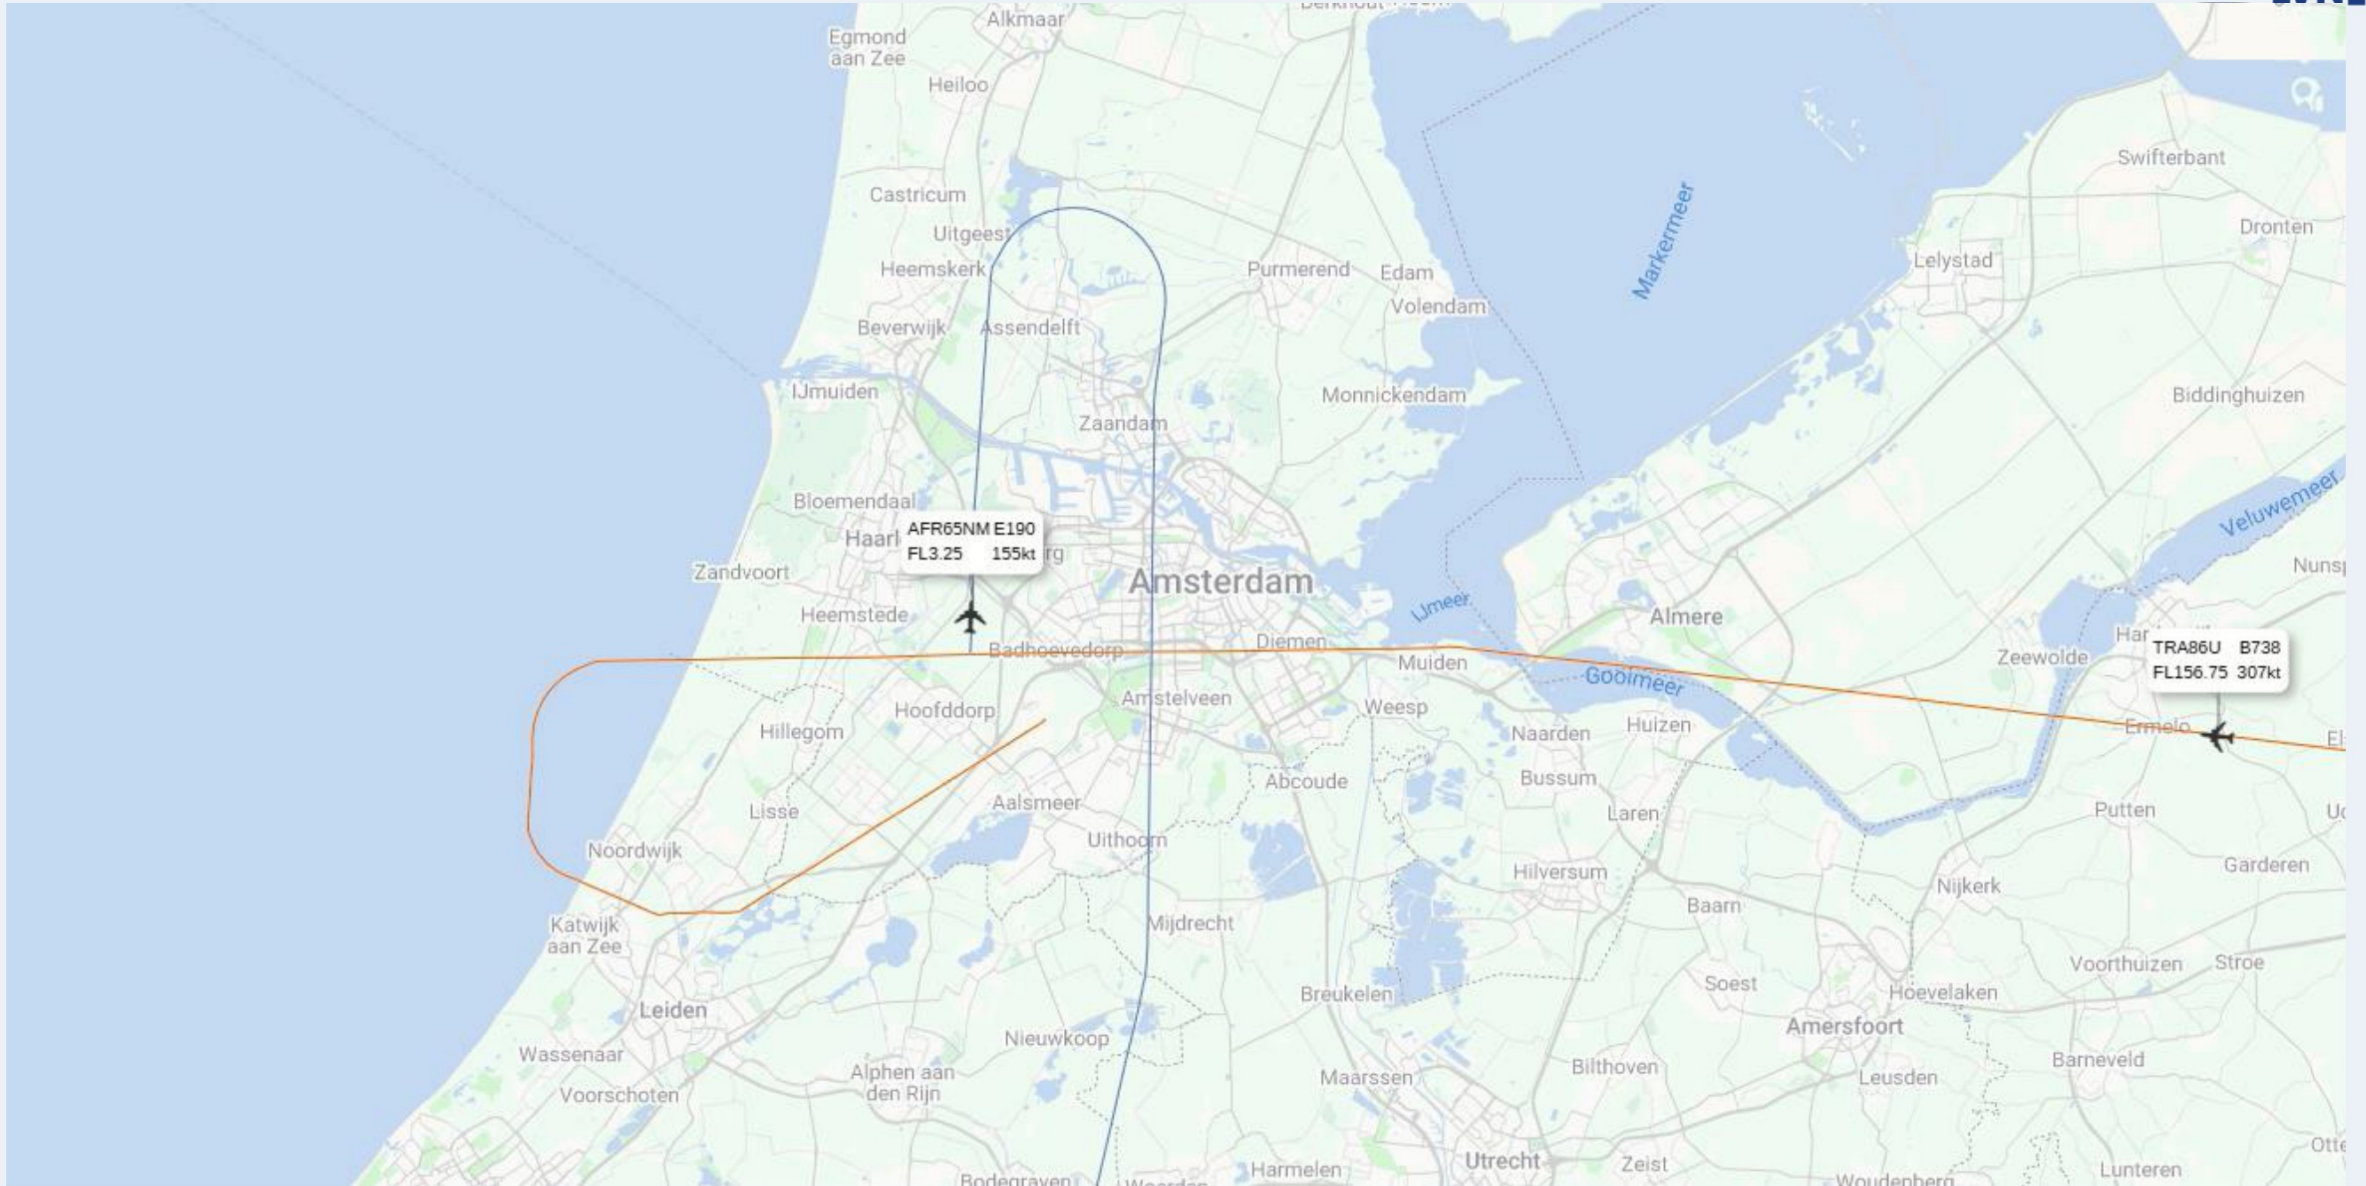 Alkmaar
Egmond
aan Zee
Heiloo
Castricum
Uitgeest
Heemskerk
Beverwijk
Assendelft
Purmerend
Edam
Volendam
Markermeer
Swifterbant
Dronten
Lelystad
IJmuiden
Zaandam
Monnickendam
Biddinghuizen
Veluwemeer
Bloemendaal
AFR65NM E190
FL3.25 155kt
Zandvoort
Heemstede
Amsterdam
IJmeer
Almere
Badhoevedorp
Diemen
Muiden
Zeewolde
TRA86U B738
FL156.75 307kt
Gooimeer
Hoofddorp
Amstelveen
Weesp
Hillegom
Naarden
Huizen
Ermelo
Lisse
Aalsmeer
Abcoude
Bussum
Laren
Putten
Noordwijk
Uithoorn
Hilversum
Garderen
Nijkerk
Baarn
Katwijk
aan Zee
Mijdrecht
Voorthuizen
Stroe
Leiden
Breukelen
Soest
Hoevelaken
Nieuwkoop
Amersfoort
Wassenaar
Voorschoten
Alphen aan
den Rijn
Maarssen
Bilthoven
Leusden
Barneveld
Harmelen
Utrecht
Zeist
Lunteren
Bodegraven
Woudenberg